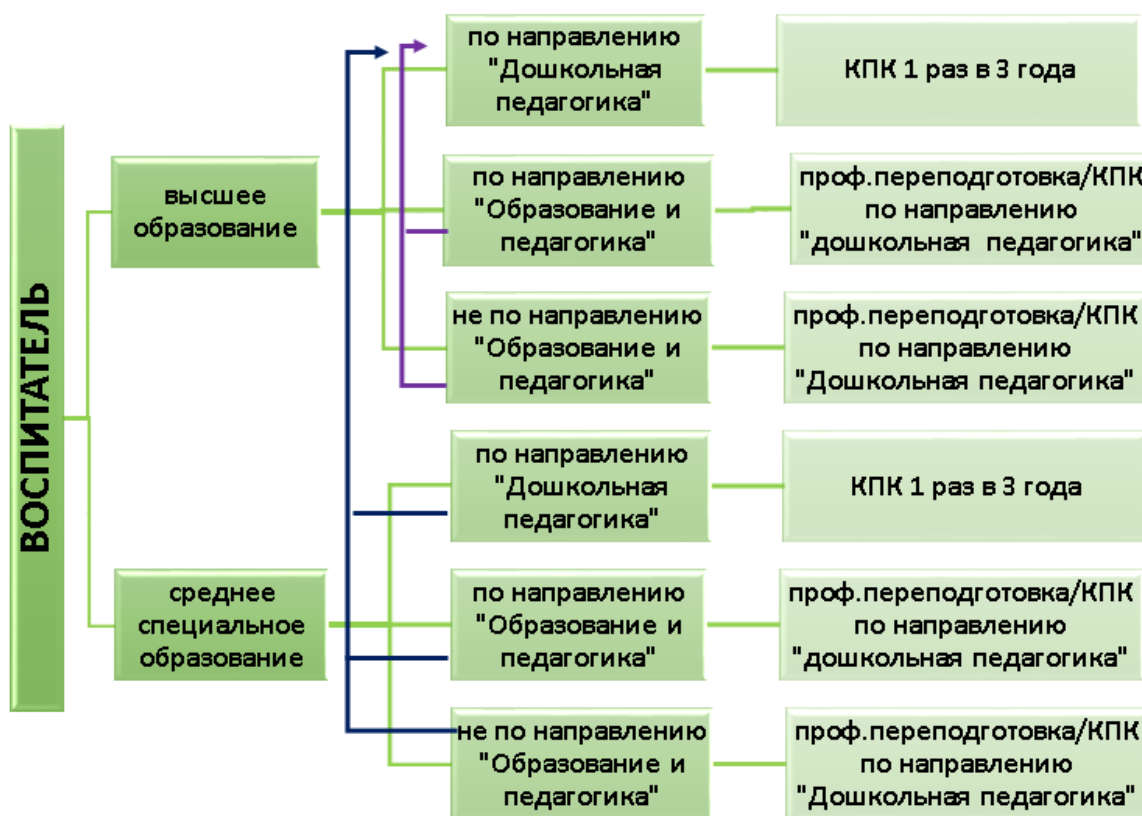 ВОСПИТАТЕЛЬ
высшее
образование
по направлению
"Дошкольная
педагогика"
КПК 1 раз в 3 года
по направлению
"Образование и
педагогика"
проф.переподготовка/КПК
по направлению
"дошкольная педагогика"
не по направлению
"Образование и
педагогика"
проф.переподготовка/КПК
по направлению
"Дошкольная педагогика"
среднее
специальное
образование
по направлению
"Дошкольная
педагогика"
КПК 1 раз в 3 года
по направлению
"Образование и
педагогика"
проф.переподготовка/КПК
по направлению
"дошкольная педагогика"
не по направлению
"Образование и
педагогика"
проф.переподготовка/КПК
по направлению
"Дошкольная педагогика"